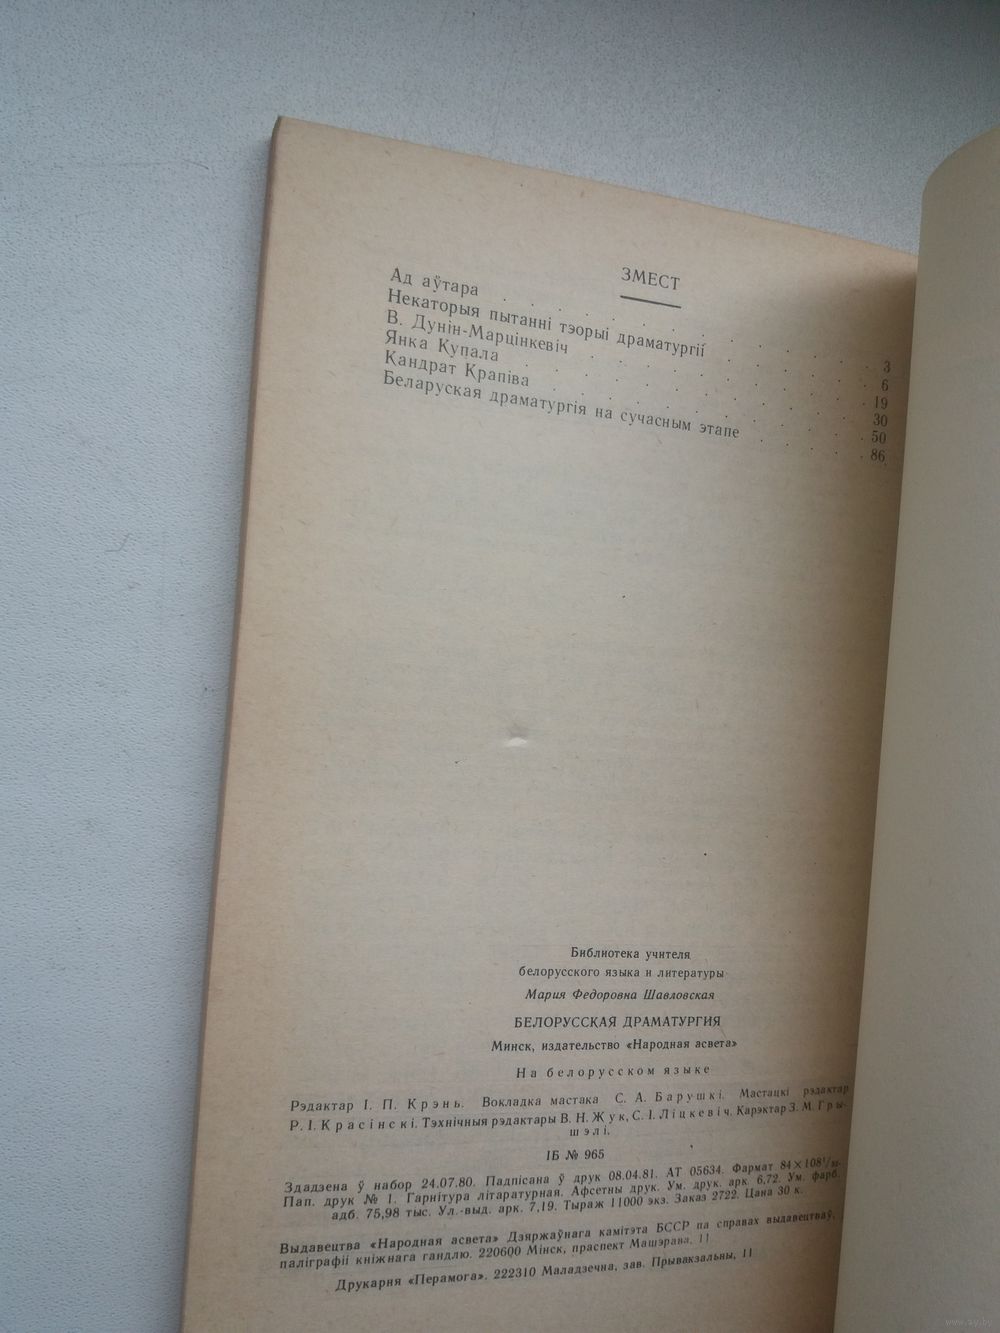 ЗМЕСТ
Ад аўтара . . . . . . . . . . 3
Некаторыя пытанні тэорыі драматургіі . . . . . 6
В. Дунін-Марцінкевіч . . . . . . . . 19
Янка Купала . . . . . . . . . . 30
Кандрат Крапіва . . . . . . . . . 50
Беларуская драматургія на сучасным этапе . . . . 86
Библиотека учителя
белорусского языка и литературы
Мария Федоровна Шавловская
БЕЛОРУССКАЯ ДРАМАТУРГИЯ
Минск, издательство «Народная асвета»
На белорусском языке
Рэдактар І. П. Крэнь. Вокладка мастака С. А. Барушкі. Мастацкі рэдактар
Р. І. Красінскі. Тэхнічныя рэдактары В. Н. Жук, С. І. Ліцкевіч. Карэктар З. М. Гры-
шэлі.
ІБ № 965
Здадзена ў набор 24.07.80. Падпісана ў друк 08.04.81. АТ 05634. Фармат 84×108¹/₃₂.
Пап. друк № 1. Гарнітура літаратурная. Афсетны друк. Ум. друк. арк 6,72. Ум. фарб.
адб. 75,98 тыс. Ул.-выд. арк. 7,19. Тыраж 11000 экз. Заказ 2722. Цана 30 к.
Выдавецтва «Народная асвета» Дзяржаўнага камітэта БССР па справах выдавецтваў,
паліграфіі кніжнага гандлю. 220600 Мінск, праспект Машэрава, 11
Друкарня «Перамога». 222310 Маладзечна, зав. Прывакзальны, 11
www.ay.by